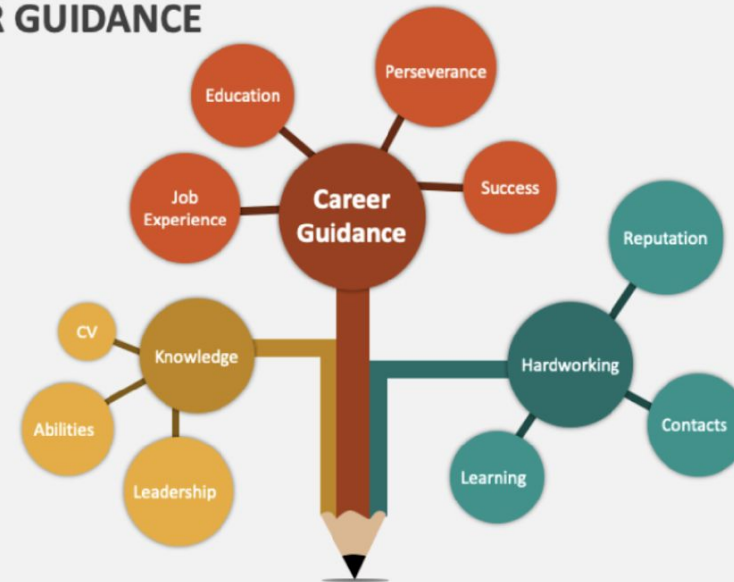 R GUIDANCE
Perseverance
Education
Success
Job
Experience
Career
Guidance
Reputation
CV
Knowledge
Hardworking
Abilities
Contacts
Leadership
Learning